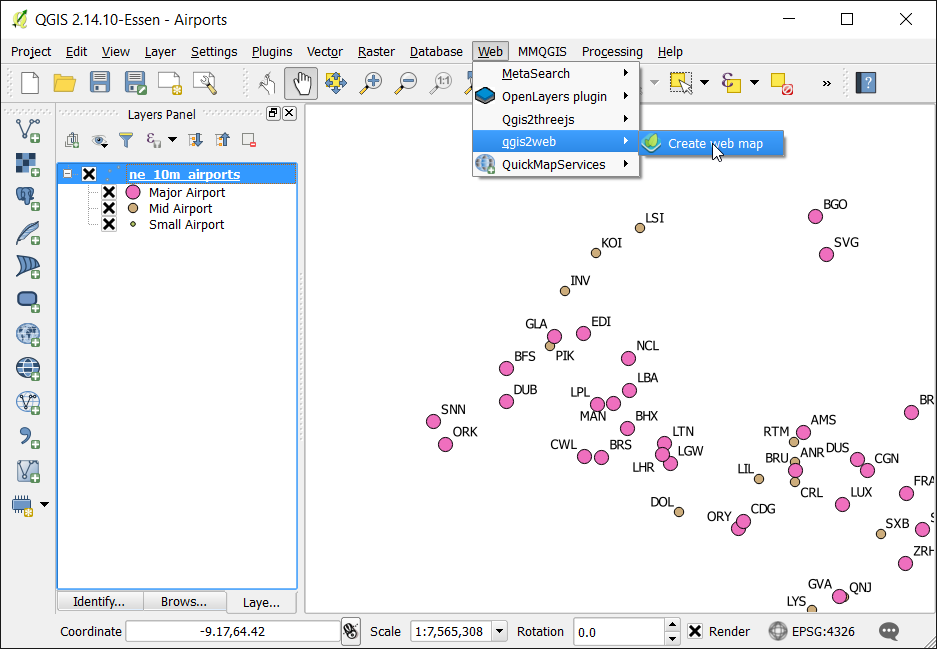 QGIS 2.14.10-Essen - Airports
Project Edit View Layer Settings Plugins Vector Raster Database Web MMQGIS Processing Help
1:1
?
MetaSearch
OpenLayers plugin
Qgis2threejs
qgis2web
QuickMapServices
Create web map
Layers Panel
ne_10m_airports
Major Airport
Mid Airport
Small Airport
BGO
LSI
SVG
KOI
INV
GLA
EDI
PIK
NCL
BFS
LBA
DUB
LPL
MAN
BR
SNN
BHX
AMS
ORK
LTN
RTM
CWL
BRS
LGW
BRU
ANR
DUS
CGN
LHR
LIL
CRL
LUX
FRA
DOL
CDG
ORY
SXB
S
ZRH
GVA
QNJ
LYS
Identify... Brows... Laye...
Coordinate -9.17,64.42 Scale 1:7,565,308 Rotation 0.0 Render EPSG:4326